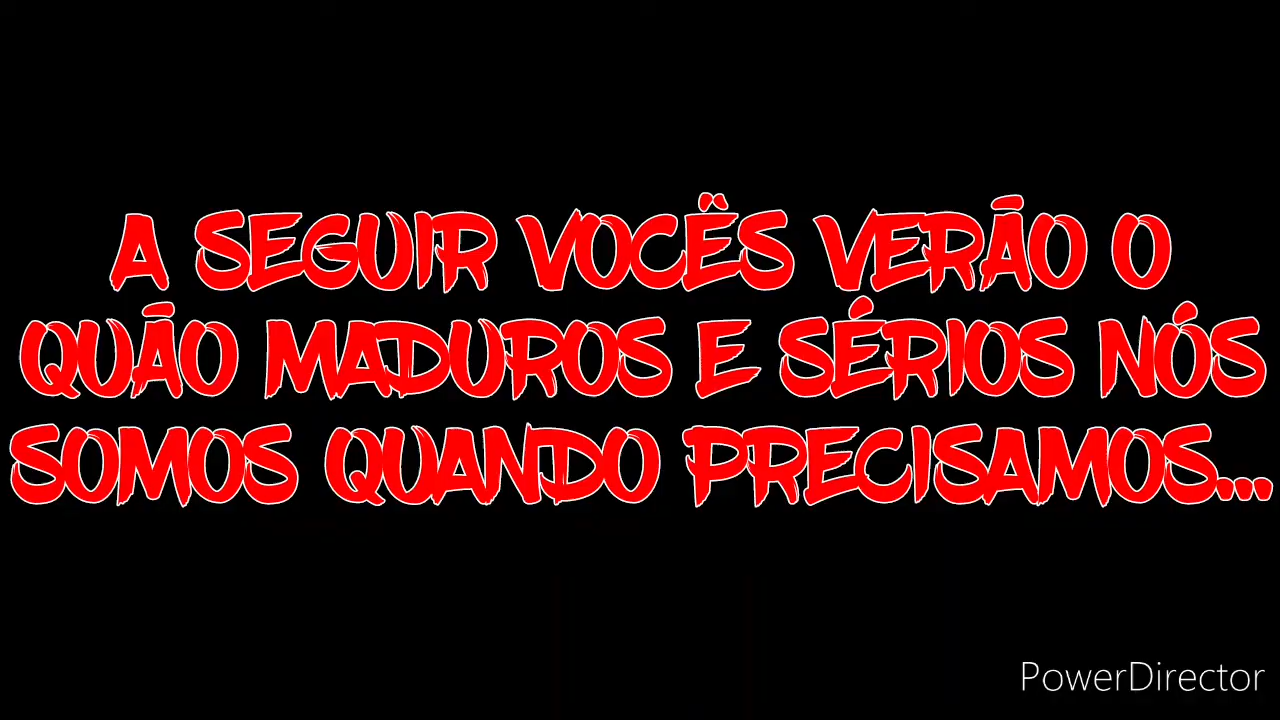 A SEGUIR VOCÊS VERÃO O
QUÃO MADUROS E SÉRIOS NÓS
SOMOS QUANDO PRECISAMOS...
PowerDirector